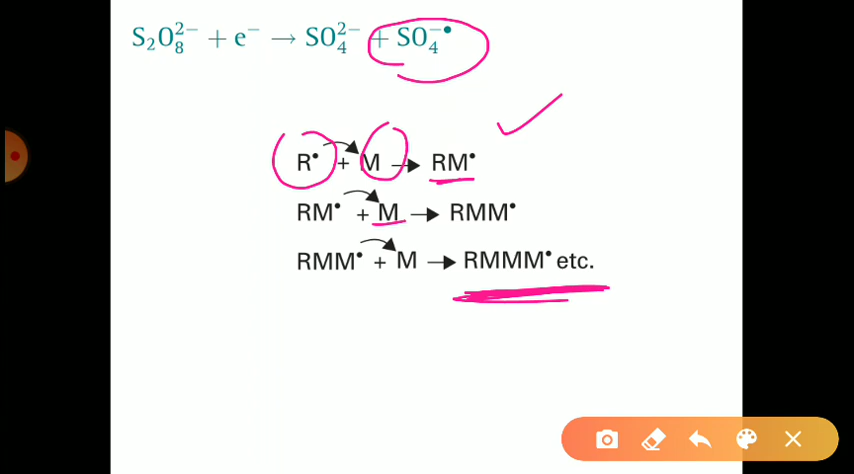 S₂O₈²⁻ + e⁻ → SO₄²⁻ + SO₄⁻•
R• + M → RM•
RM• + M → RMM•
RMM• + M → RMMM• etc.